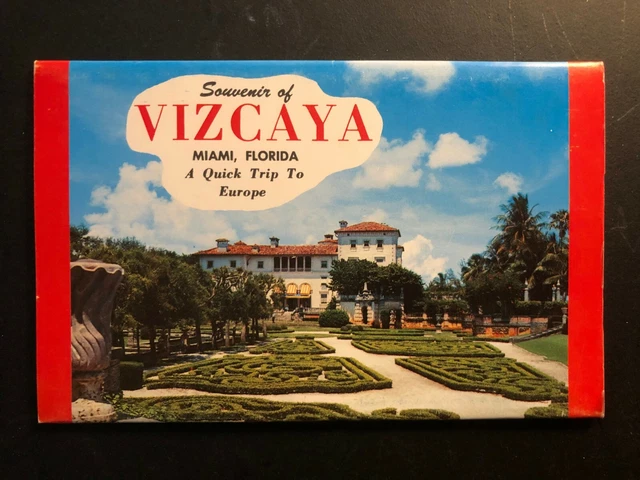 Souvenir of
VIZCAYA
MIAMI, FLORIDA
A Quick Trip To
Europe